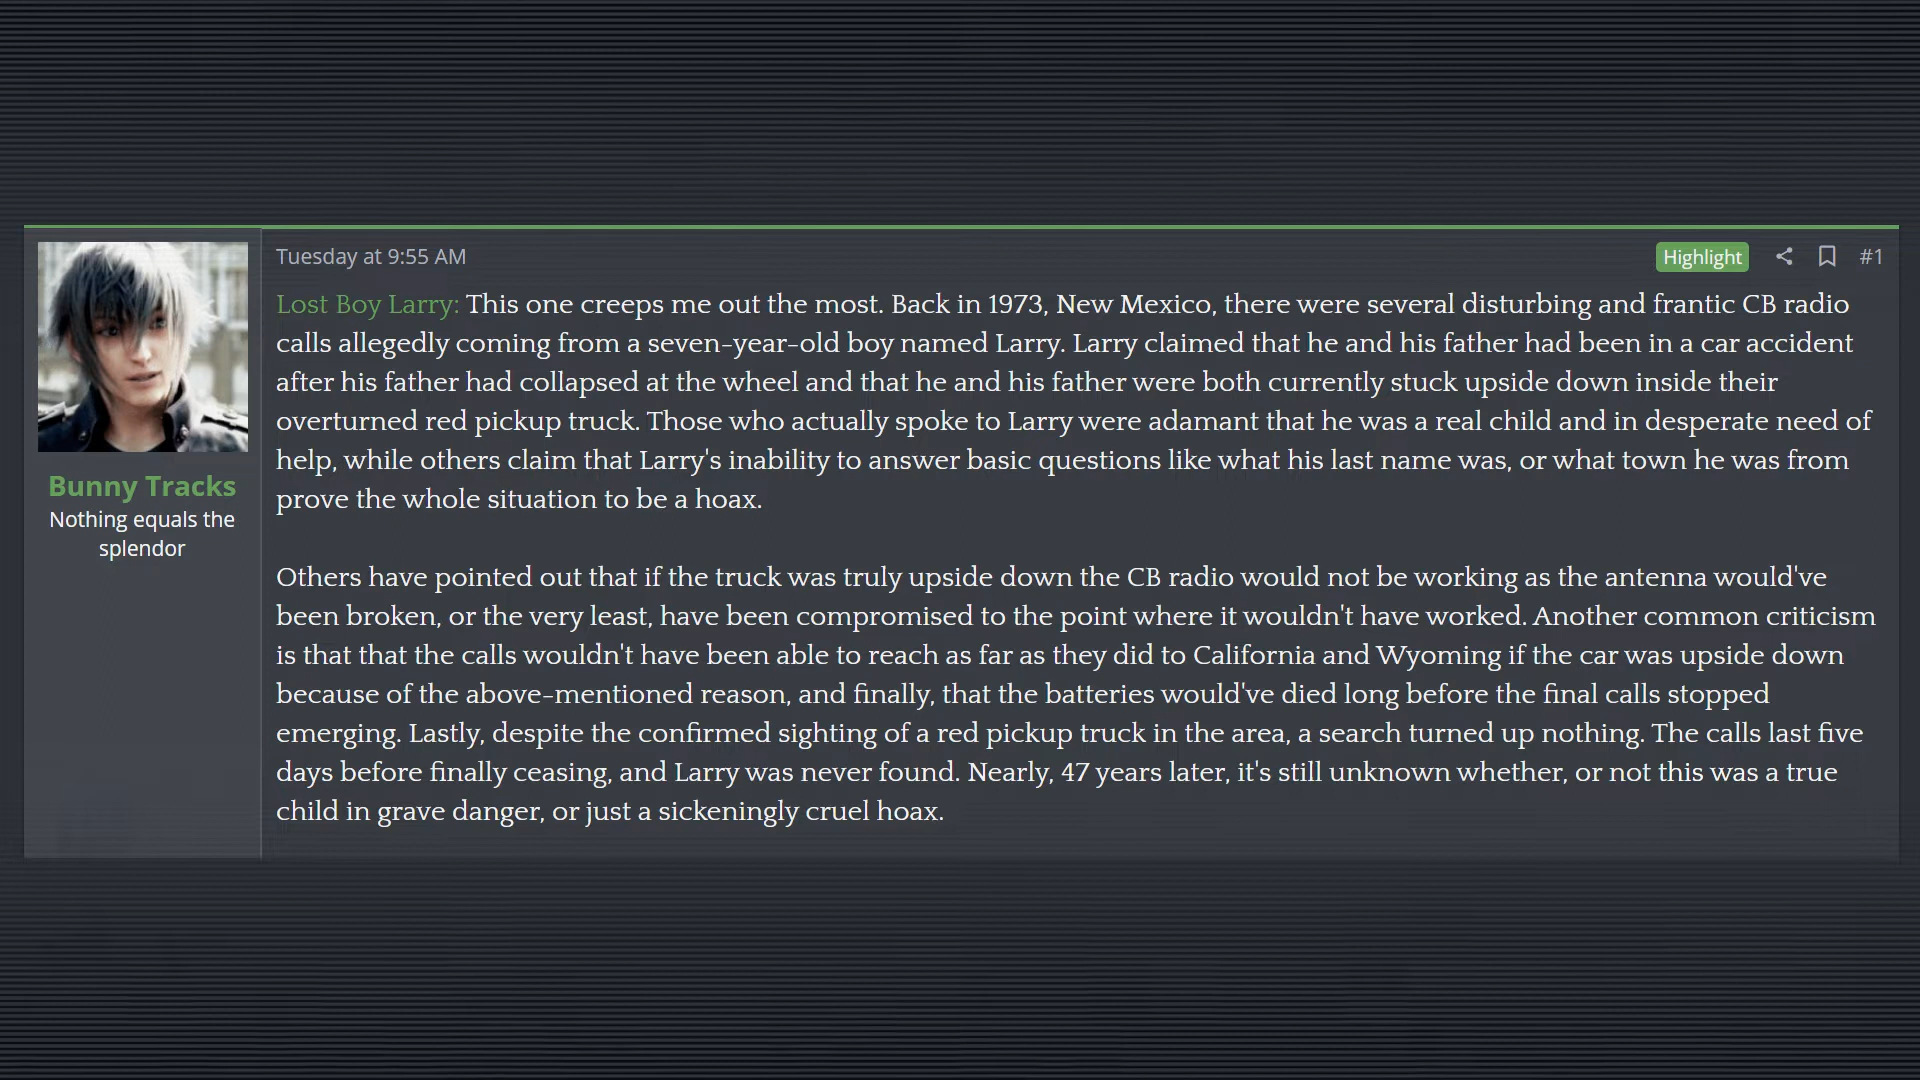 Tuesday at 9:55 AM
Highlight
#1
Bunny Tracks
Nothing equals the
splendor
Lost Boy Larry: This one creeps me out the most. Back in 1973, New Mexico, there were several disturbing and frantic CB radio
calls allegedly coming from a seven-year-old boy named Larry. Larry claimed that he and his father had been in a car accident
after his father had collapsed at the wheel and that he and his father were both currently stuck upside down inside their
overturned red pickup truck. Those who actually spoke to Larry were adamant that he was a real child and in desperate need of
help, while others claim that Larry's inability to answer basic questions like what his last name was, or what town he was from
prove the whole situation to be a hoax.
Others have pointed out that if the truck was truly upside down the CB radio would not be working as the antenna would've
been broken, or the very least, have been compromised to the point where it wouldn't have worked. Another common criticism
is that that the calls wouldn't have been able to reach as far as they did to California and Wyoming if the car was upside down
because of the above-mentioned reason, and finally, that the batteries would've died long before the final calls stopped
emerging. Lastly, despite the confirmed sighting of a red pickup truck in the area, a search turned up nothing. The calls last five
days before finally ceasing, and Larry was never found. Nearly, 47 years later, it's still unknown whether, or not this was a true
child in grave danger, or just a sickeningly cruel hoax.